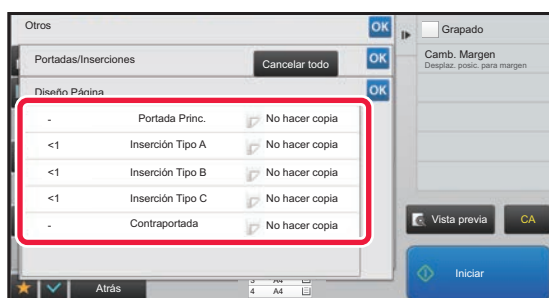 Otros
OK
Grapado
Portadas/Inserciones
Cancelar todo
OK
Camb. Margen
Desplaz. posic. para margen
Diseño Página
OK
- Portada Princ. No hacer copia
<1 Inserción Tipo A No hacer copia
<1 Inserción Tipo B No hacer copia
<1 Inserción Tipo C No hacer copia
- Contraportada No hacer copia
Vista previa
CA
Atrás
4 A4
Iniciar